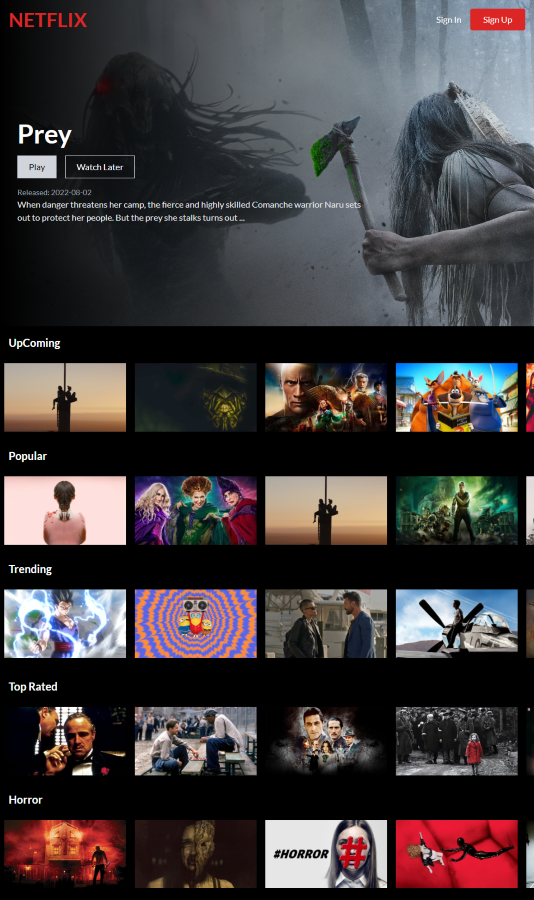 NETFLIX
Sign In
Sign Up
Prey
Play
Watch Later
Released: 2022-08-02
When danger threatens her camp, the fierce and highly skilled Comanche warrior Naru sets
out to protect her people. But the prey she stalks turns out ...
UpComing
Popular
Trending
Top Rated
Horror
#HORROR
#